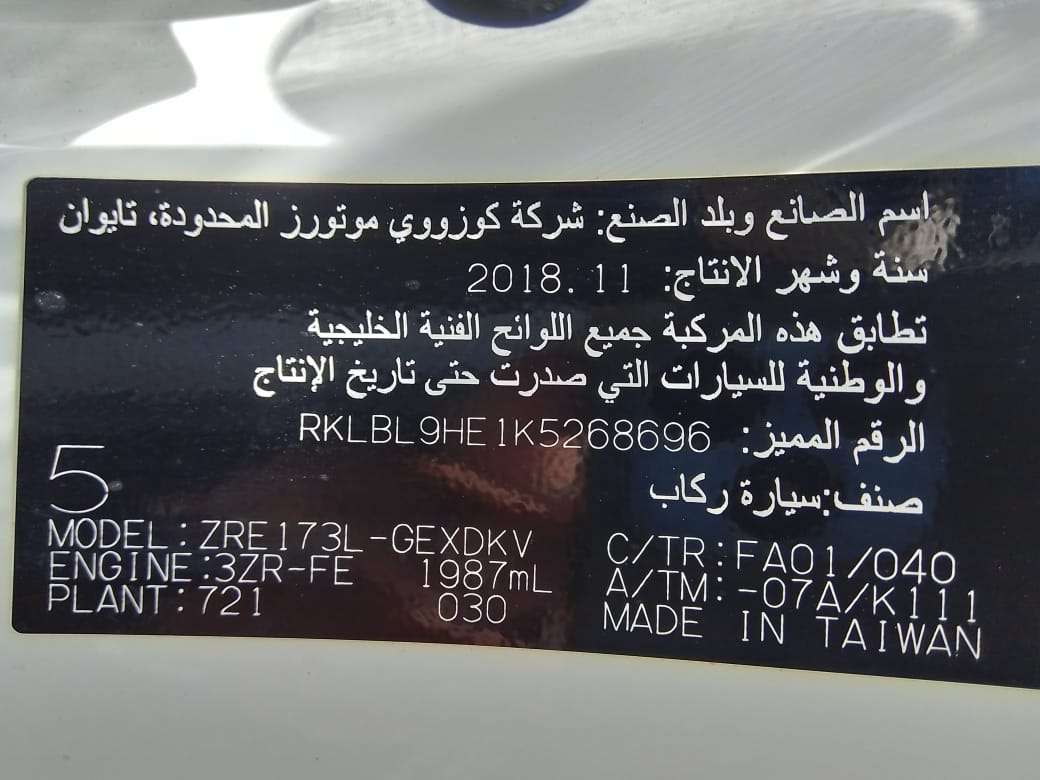 اسم الصانع وبلد الصنع: شركة كوزووي موتورز المحدودة، تايوان
سنة وشهر الانتاج: 2018.11
تطابق هذه المركبة جميع اللوائح الفنية الخليجية
والوطنية للسيارات التي صدرت حتى تاريخ الإنتاج
الرقم المميز: RKLBL9HE1K5268696
صنف:سيارة ركاب
5
MODEL:ZRE173L-GEXDKV
ENGINE:3ZR-FE 1987mL
PLANT:721 030
C/TR:FA01/040
A/TM:-07A/K111
MADE IN TAIWAN